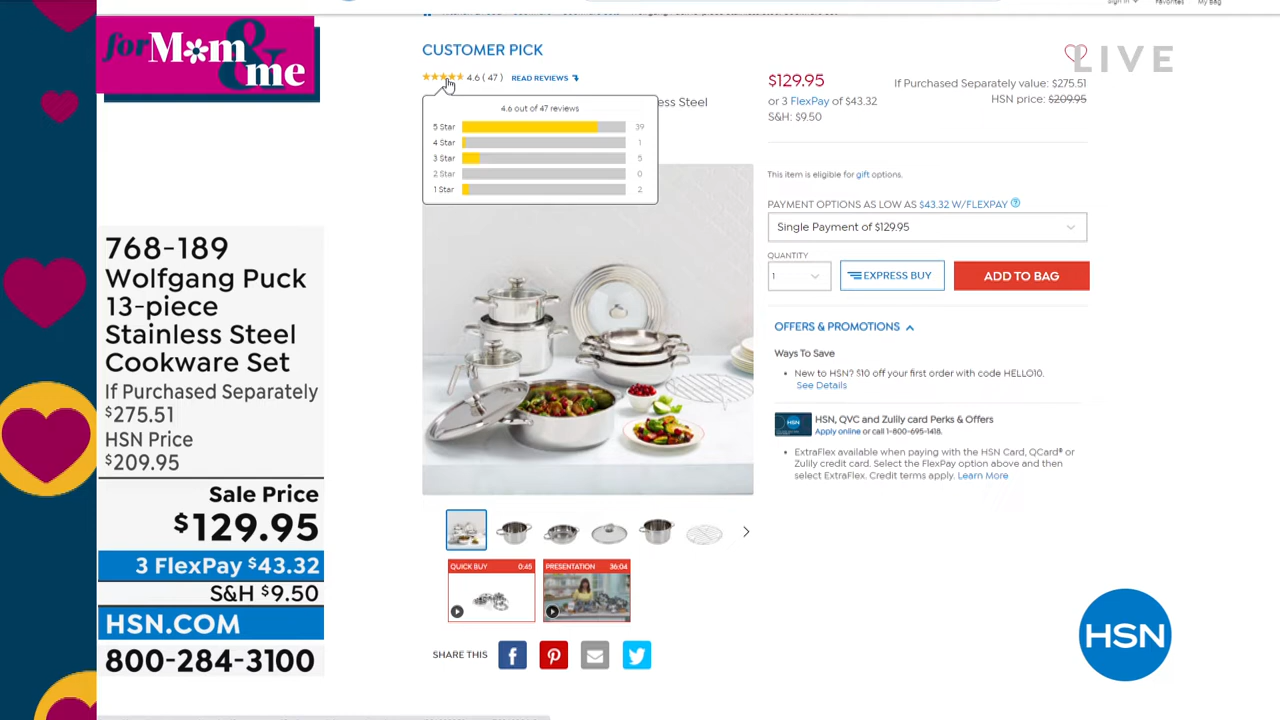 for Mom
& me
768-189
Wolfgang Puck
13-piece
Stainless Steel
Cookware Set
If Purchased Separately
$275.51
HSN Price
$209.95
Sale Price
$129.95
3 FlexPay $43.32
S&H $9.50
HSN.COM
800-284-3100
Favorites
My Bag
CUSTOMER PICK
4.6 ( 47 ) READ REVIEWS
ess Steel
4.6 out of 47 reviews
5 Star 39
4 Star 1
3 Star 5
2 Star 0
1 Star 2
QUICK BUY 0:45
PRESENTATION 36:04
SHARE THIS
LIVE
$129.95
or 3 FlexPay of $43.32
S&H: $9.50
If Purchased Separately value: $275.51
HSN price: $209.95
This item is eligible for gift options.
PAYMENT OPTIONS AS LOW AS $43.32 W/FLEXPAY ?
Single Payment of $129.95
QUANTITY
1
EXPRESS BUY
ADD TO BAG
OFFERS & PROMOTIONS
Ways To Save
New to HSN? $10 off your first order with code HELLO10.
See Details
HSN, QVC and Zulily card Perks & Offers
Apply online or call 1-800-695-1418.
ExtraFlex available when paying with the HSN Card, QCard® or
Zulily credit card. Select the FlexPay option above and then
select ExtraFlex. Credit terms apply. Learn More
HSN